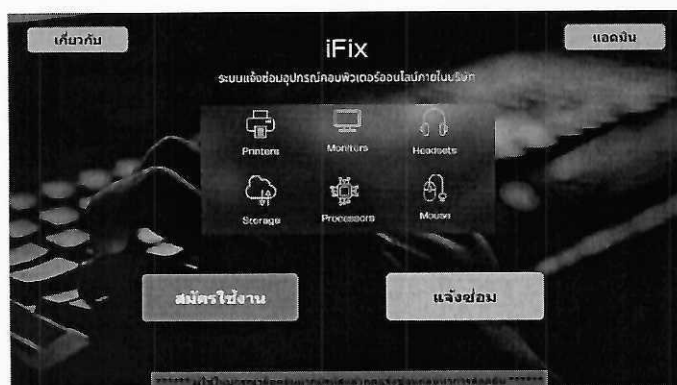 เกี่ยวกับ
iFix
แอดมิน
ระบบแจ้งซ่อมอุปกรณ์คอมพิวเตอร์ออนไลน์ภายในบริษัท
Printers
Monitors
Headsets
Storage
Processors
Mouse
สมัครใช้งาน
แจ้งซ่อม